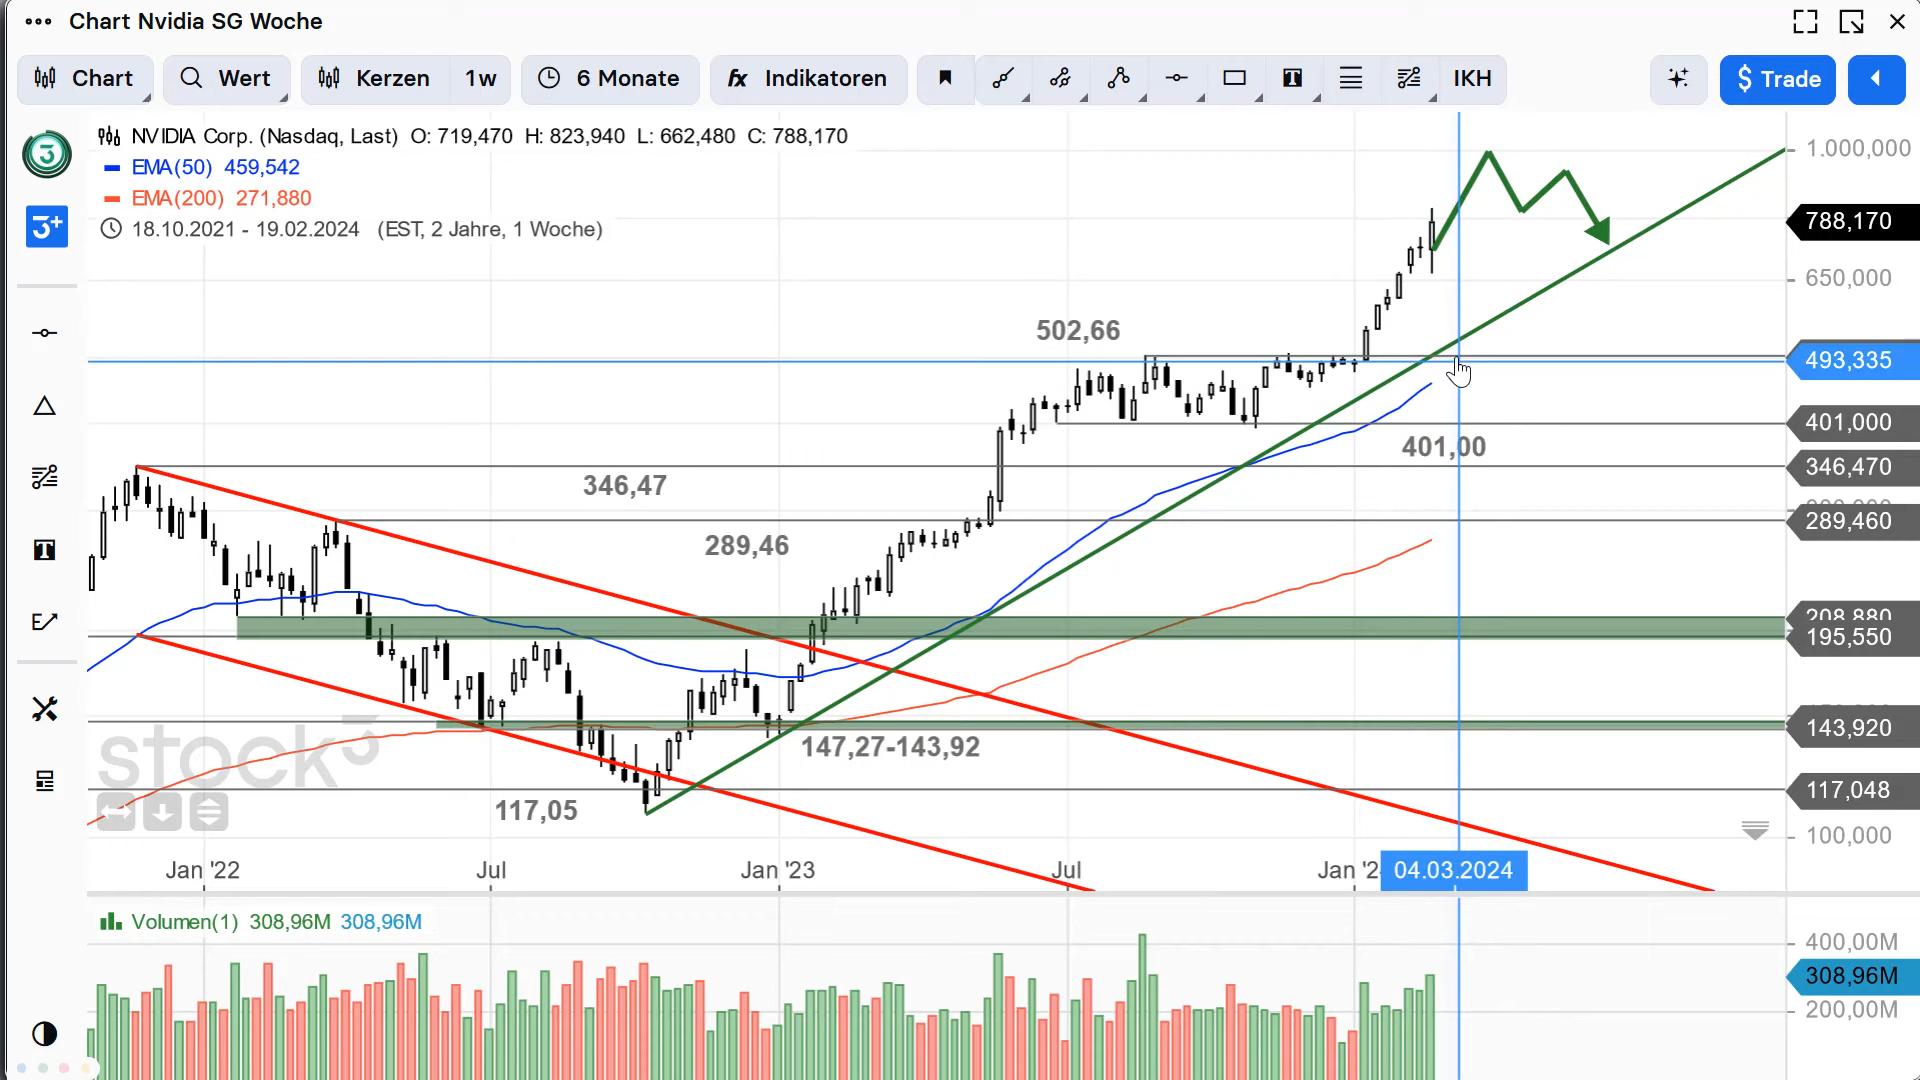 Chart Nvidia SG Woche
Chart
Wert
Kerzen
1w
6 Monate
fx Indikatoren
IKH
$ Trade
NVIDIA Corp. (Nasdaq, Last) O: 719,470 H: 823,940 L: 662,480 C: 788,170
EMA(50) 459,542
EMA(200) 271,880
18.10.2021 - 19.02.2024 (EST, 2 Jahre, 1 Woche)
3
3+
1.000,000
788,170
650,000
502,66
493,335
401,000
401,00
346,470
346,47
289,460
289,46
208,880
195,550
143,920
147,27-143,92
stock3
117,048
117,05
100,000
Jan '22
Jul
Jan '23
Jul
Jan '2
04.03.2024
Volumen(1) 308,96M 308,96M
400,00M
308,96M
200,00M